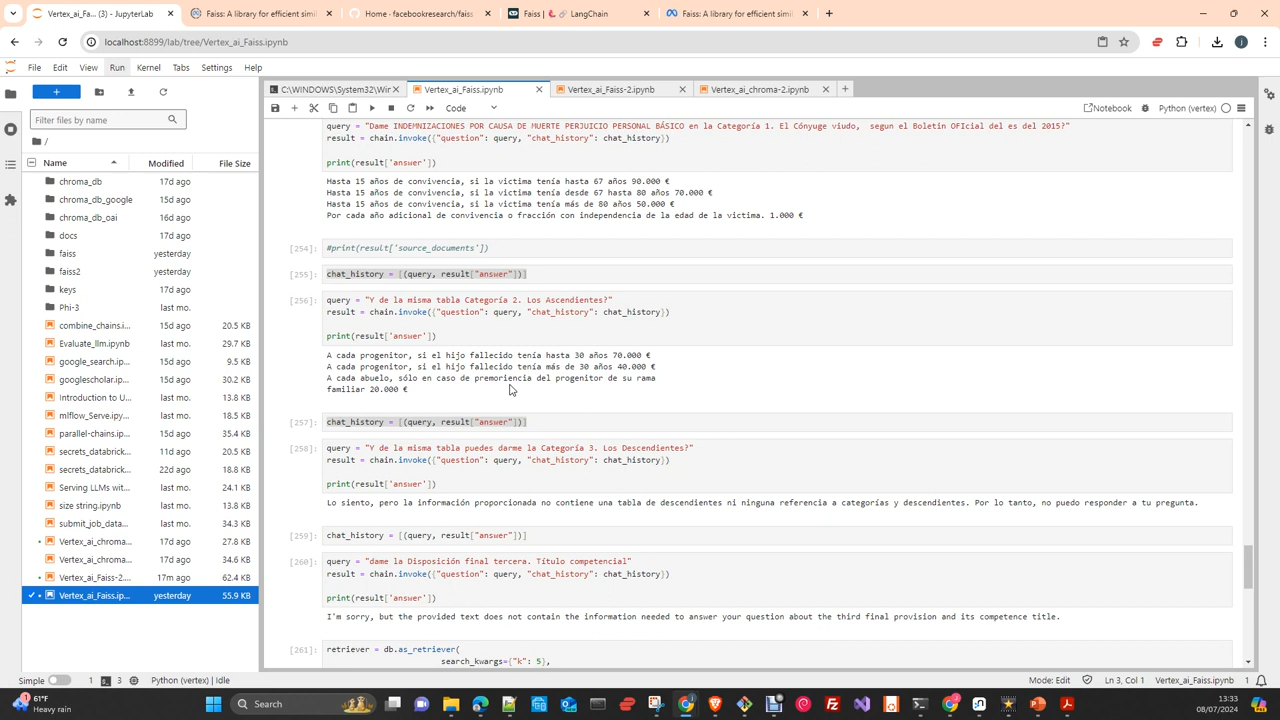 Vertex_ai_Fa... (3) - JupyterLab
Faiss: A library for efficient simil
Home · facebookresearch/faiss
Faiss | 🦜️🔗 LangChain
Faiss: A library for efficient simil
localhost:8899/lab/tree/Vertex_ai_Faiss.ipynb
File Edit View Run Kernel Tabs Settings Help
C:\WINDOWS\System32\Wir
Vertex_ai_Faiss.ipynb
Vertex_ai_Faiss-2.ipynb
Vertex_ai_chroma-2.ipynb
Code
Notebook
Python (vertex)
Filter files by name
/
Name Modified File Size
chroma_db 17d ago
chroma_db_google 15d ago
chroma_db_oai 16d ago
docs 17d ago
faiss yesterday
faiss2 yesterday
keys 17d ago
Phi-3 last mo.
combine_chains.i... 15d ago 20.5 KB
Evaluate_llm.ipynb last mo. 29.7 KB
google_search.ip... 15d ago 9.5 KB
googlescholar.ip... 15d ago 30.2 KB
Introduction to U... last mo. 13.8 KB
mlflow_Serve.ipy... last mo. 18.5 KB
parallel-chains.ip... 15d ago 35.4 KB
secrets_databrick... 11d ago 20.5 KB
secrets_databrick... 22d ago 18.8 KB
Serving LLMs wit... last mo. 24.1 KB
size string.ipynb last mo. 13.8 KB
submit_job_data... last mo. 34.3 KB
Vertex_ai_chroma... 17d ago 27.8 KB
Vertex_ai_chroma... 17d ago 34.6 KB
Vertex_ai_Faiss-2... 17m ago 62.4 KB
Vertex_ai_Faiss.ip... yesterday 55.9 KB
query = "Dame INDEMNIZACIONES POR CAUSA DE MUERTE PERJUICIO PERSONAL BÁSICO en la Categoría 1. El Cónyuge viudo,  segun el Boletin OFIcial del es del 2015?"
result = chain.invoke({"question": query, "chat_history": chat_history})
print(result['answer'])
Hasta 15 años de convivencia, si la victima tenía hasta 67 años 90.000 €
Hasta 15 años de convivencia, si la victima tenía desde 67 hasta 80 años 70.000 €
Hasta 15 años de convivencia, si la victima tenía más de 80 años 50.000 €
Por cada año adicional de convivencia o fracción con independencia de la edad de la victima. 1.000 €
[254]: #print(result['source_documents'])
[255]: chat_history = [(query, result["answer"])]
[256]: query = "Y de la misma tabla Categoría 2. Los Ascendientes?"
result = chain.invoke({"question": query, "chat_history": chat_history})
print(result['answer'])
A cada progenitor, si el hijo fallecido tenía hasta 30 años 70.000 €
A cada progenitor, si el hijo fallecido tenía más de 30 años 40.000 €
A cada abuelo, sólo en caso de premoriencia del progenitor de su rama
familiar 20.000 €
[257]: chat_history = [(query, result["answer"])]
[258]: query = "Y de la misma tabla puedes darme la Categoría 3. Los Descendientes?"
result = chain.invoke({"question": query, "chat_history": chat_history})
print(result['answer'])
Lo siento, pero la información proporcionada no contiene una tabla de descendientes ni ninguna referencia a categorías y descendientes. Por lo tanto, no puedo responder a tu pregunta.
[259]: chat_history = [(query, result["answer"])]
[260]: query = "dame la Disposición final tercera. Título competencial"
result = chain.invoke({"question": query, "chat_history": chat_history})
print(result['answer'])
I'm sorry, but the provided text does not contain the information needed to answer your question about the third final provision and its competence title.
[261]: retriever = db.as_retriever(
search_kwargs={"k": 5},
Simple 1 3 Python (vertex) | Idle
Mode: Edit Ln 3, Col 1 Vertex_ai_Faiss.ipynb 1
61°F
Heavy rain
Search
13:33
08/07/2024